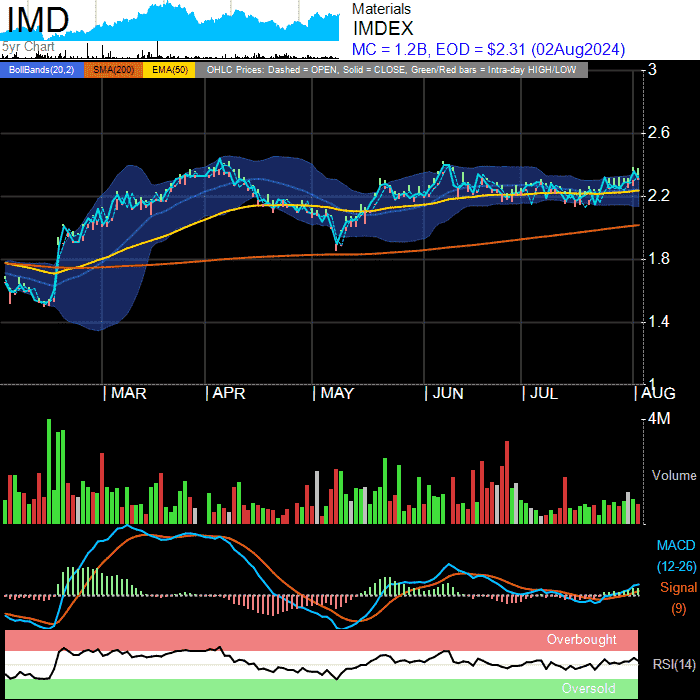 IMD
5yr Chart
Materials
IMDEX
MC = 1.2B, EOD = $2.31 (02Aug2024)
BollBands(20,2) SMA(200) EMA(50) OHLC Prices: Dashed = OPEN, Solid = CLOSE, Green/Red bars = Intra-day HIGH/LOW
3
2.6
2.2
1.8
1.4
1
MAR APR MAY JUN JUL AUG
4M
Volume
MACD
(12-26)
Signal
(9)
Overbought
RSI(14)
Oversold